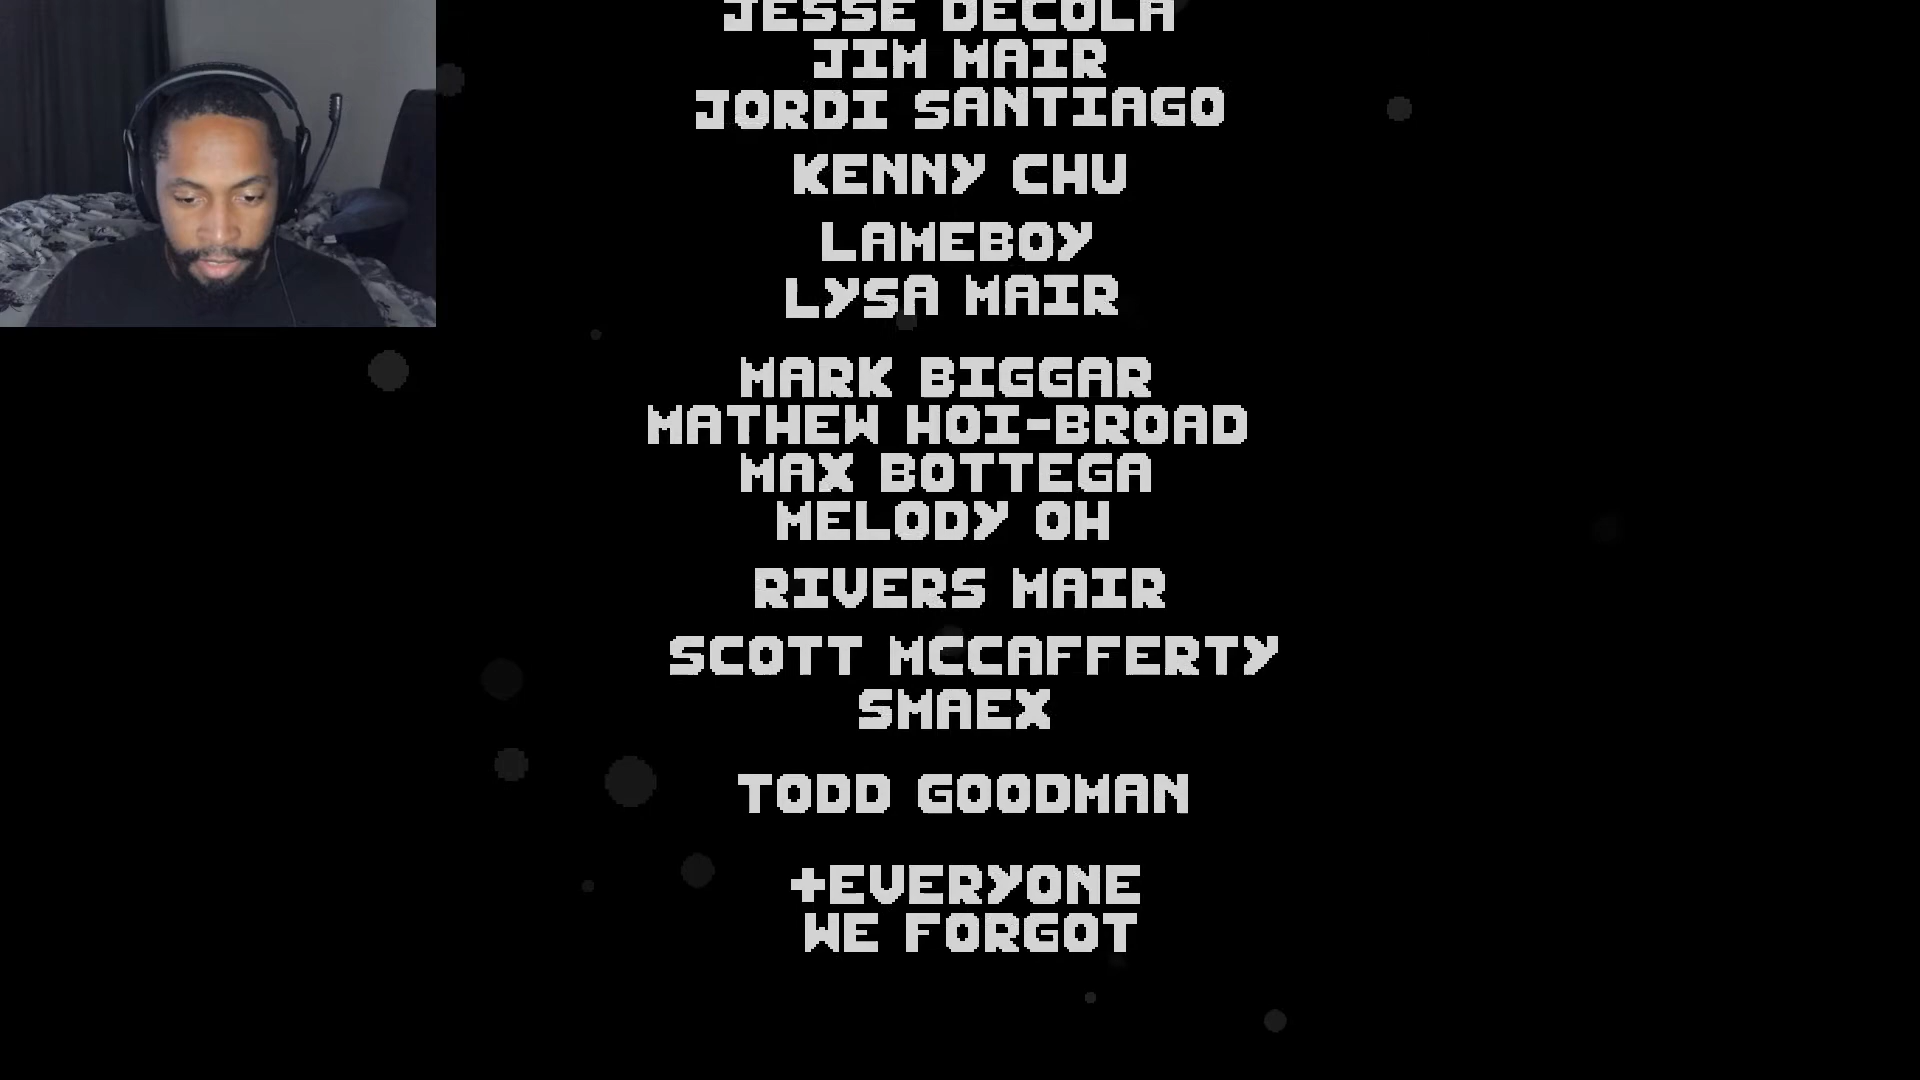 JESSE DECOLA
JIM MAIR
JORDI SANTIAGO
KENNY CHU
LAMEBOY
LYSA MAIR
MARK BIGGAR
MATHEW HOI-BROAD
MAX BOTTEGA
MELODY OH
RIVERS MAIR
SCOTT MCCAFFERTY
SMAEX
TODD GOODMAN
+EVERYONE
WE FORGOT